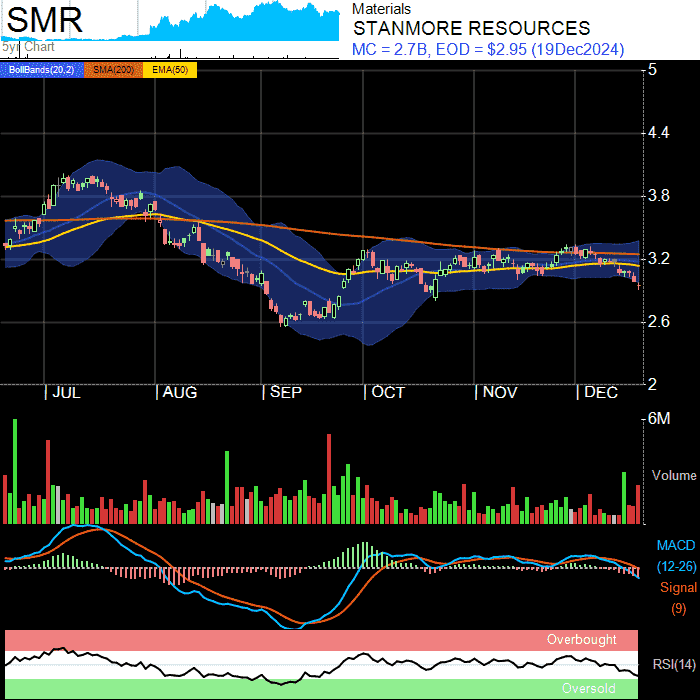 SMR
5yr Chart
Materials
STANMORE RESOURCES
MC = 2.7B, EOD = $2.95 (19Dec2024)
BollBands(20,2) SMA(200) EMA(50)
5
4.4
3.8
3.2
2.6
2
JUL AUG SEP OCT NOV DEC
6M
Volume
MACD
(12-26)
Signal
(9)
Overbought
RSI(14)
Oversold